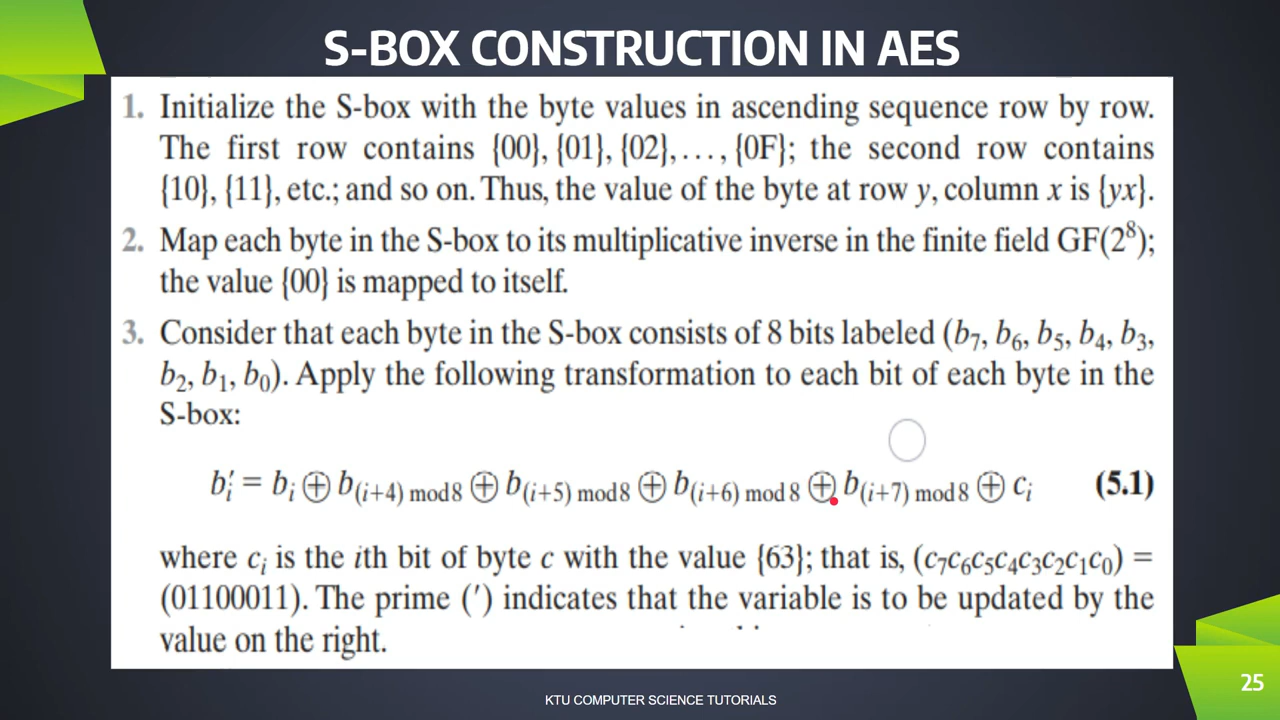 S-BOX CONSTRUCTION IN AES
1. Initialize the S-box with the byte values in ascending sequence row by row.
The first row contains {00}, {01}, {02}, . . . , {0F}; the second row contains
{10}, {11}, etc.; and so on. Thus, the value of the byte at row y, column x is {yx}.
2. Map each byte in the S-box to its multiplicative inverse in the finite field GF(2⁸);
the value {00} is mapped to itself.
3. Consider that each byte in the S-box consists of 8 bits labeled (b₇, b₆, b₅, b₄, b₃,
b₂, b₁, b₀). Apply the following transformation to each bit of each byte in the
S-box:
b′ᵢ = bᵢ ⊕ b₍ᵢ₊₄₎ mod 8 ⊕ b₍ᵢ₊₅₎ mod 8 ⊕ b₍ᵢ₊₆₎ mod 8 ⊕ b₍ᵢ₊₇₎ mod 8 ⊕ cᵢ (5.1)
where cᵢ is the ith bit of byte c with the value {63}; that is, (c₇c₆c₅c₄c₃c₂c₁c₀) =
(01100011). The prime (′) indicates that the variable is to be updated by the
value on the right.
25
KTU COMPUTER SCIENCE TUTORIALS